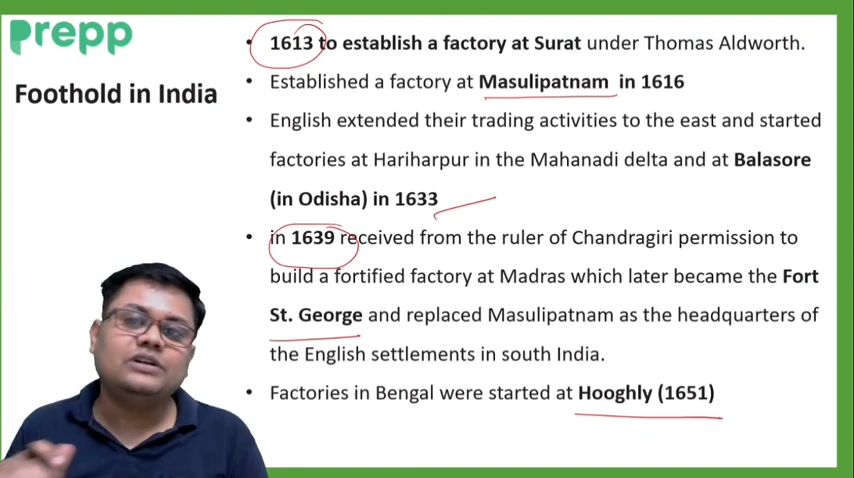 Prepp
Foothold in India
• 1613 to establish a factory at Surat under Thomas Aldworth.
• Established a factory at Masulipatnam in 1616
• English extended their trading activities to the east and started
factories at Hariharpur in the Mahanadi delta and at Balasore
(in Odisha) in 1633
• in 1639 received from the ruler of Chandragiri permission to
build a fortified factory at Madras which later became the Fort
St. George and replaced Masulipatnam as the headquarters of
the English settlements in south India.
• Factories in Bengal were started at Hooghly (1651)